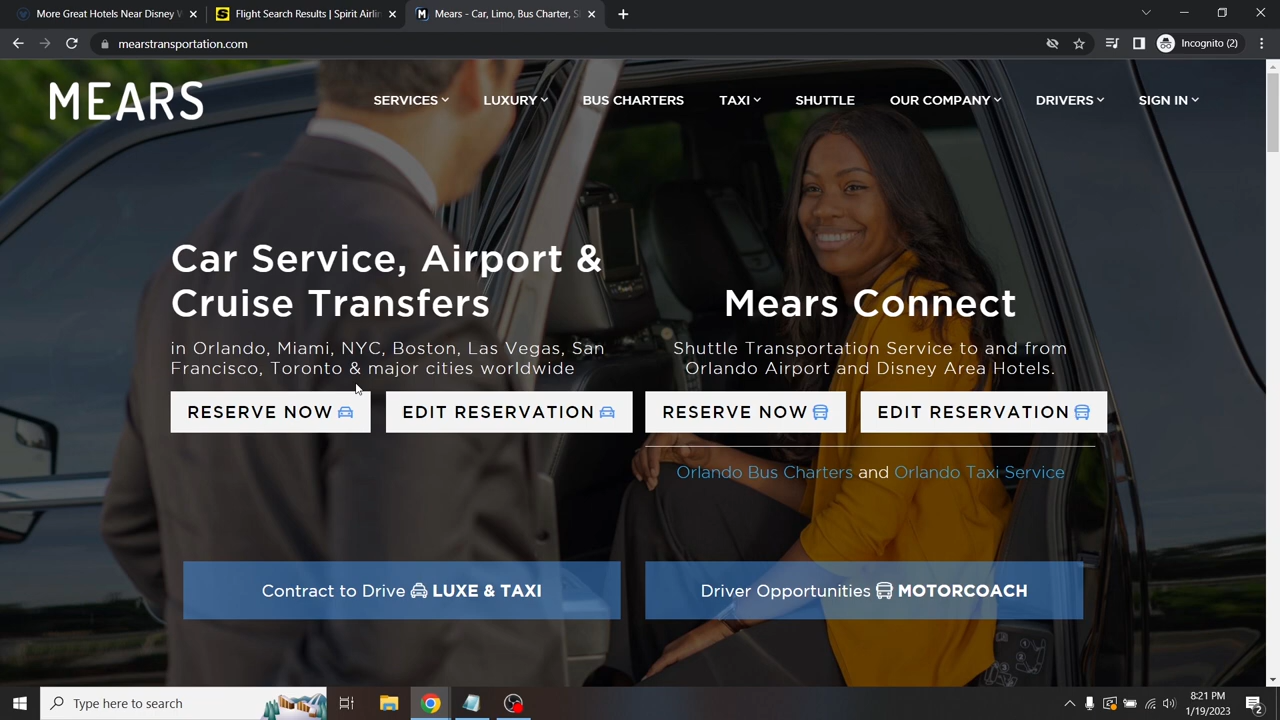 More Great Hotels Near Disney W
Flight Search Results | Spirit Airlin
Mears - Car, Limo, Bus Charter, S
mearstransportation.com
Incognito (2)
MEARS
SERVICES
LUXURY
BUS CHARTERS
TAXI
SHUTTLE
OUR COMPANY
DRIVERS
SIGN IN
Car Service, Airport &
Cruise Transfers
in Orlando, Miami, NYC, Boston, Las Vegas, San
Francisco, Toronto & major cities worldwide
RESERVE NOW
EDIT RESERVATION
Mears Connect
Shuttle Transportation Service to and from
Orlando Airport and Disney Area Hotels.
RESERVE NOW
EDIT RESERVATION
Orlando Bus Charters and Orlando Taxi Service
Contract to Drive LUXE & TAXI
Driver Opportunities MOTORCOACH
Type here to search
8:21 PM
1/19/2023
2